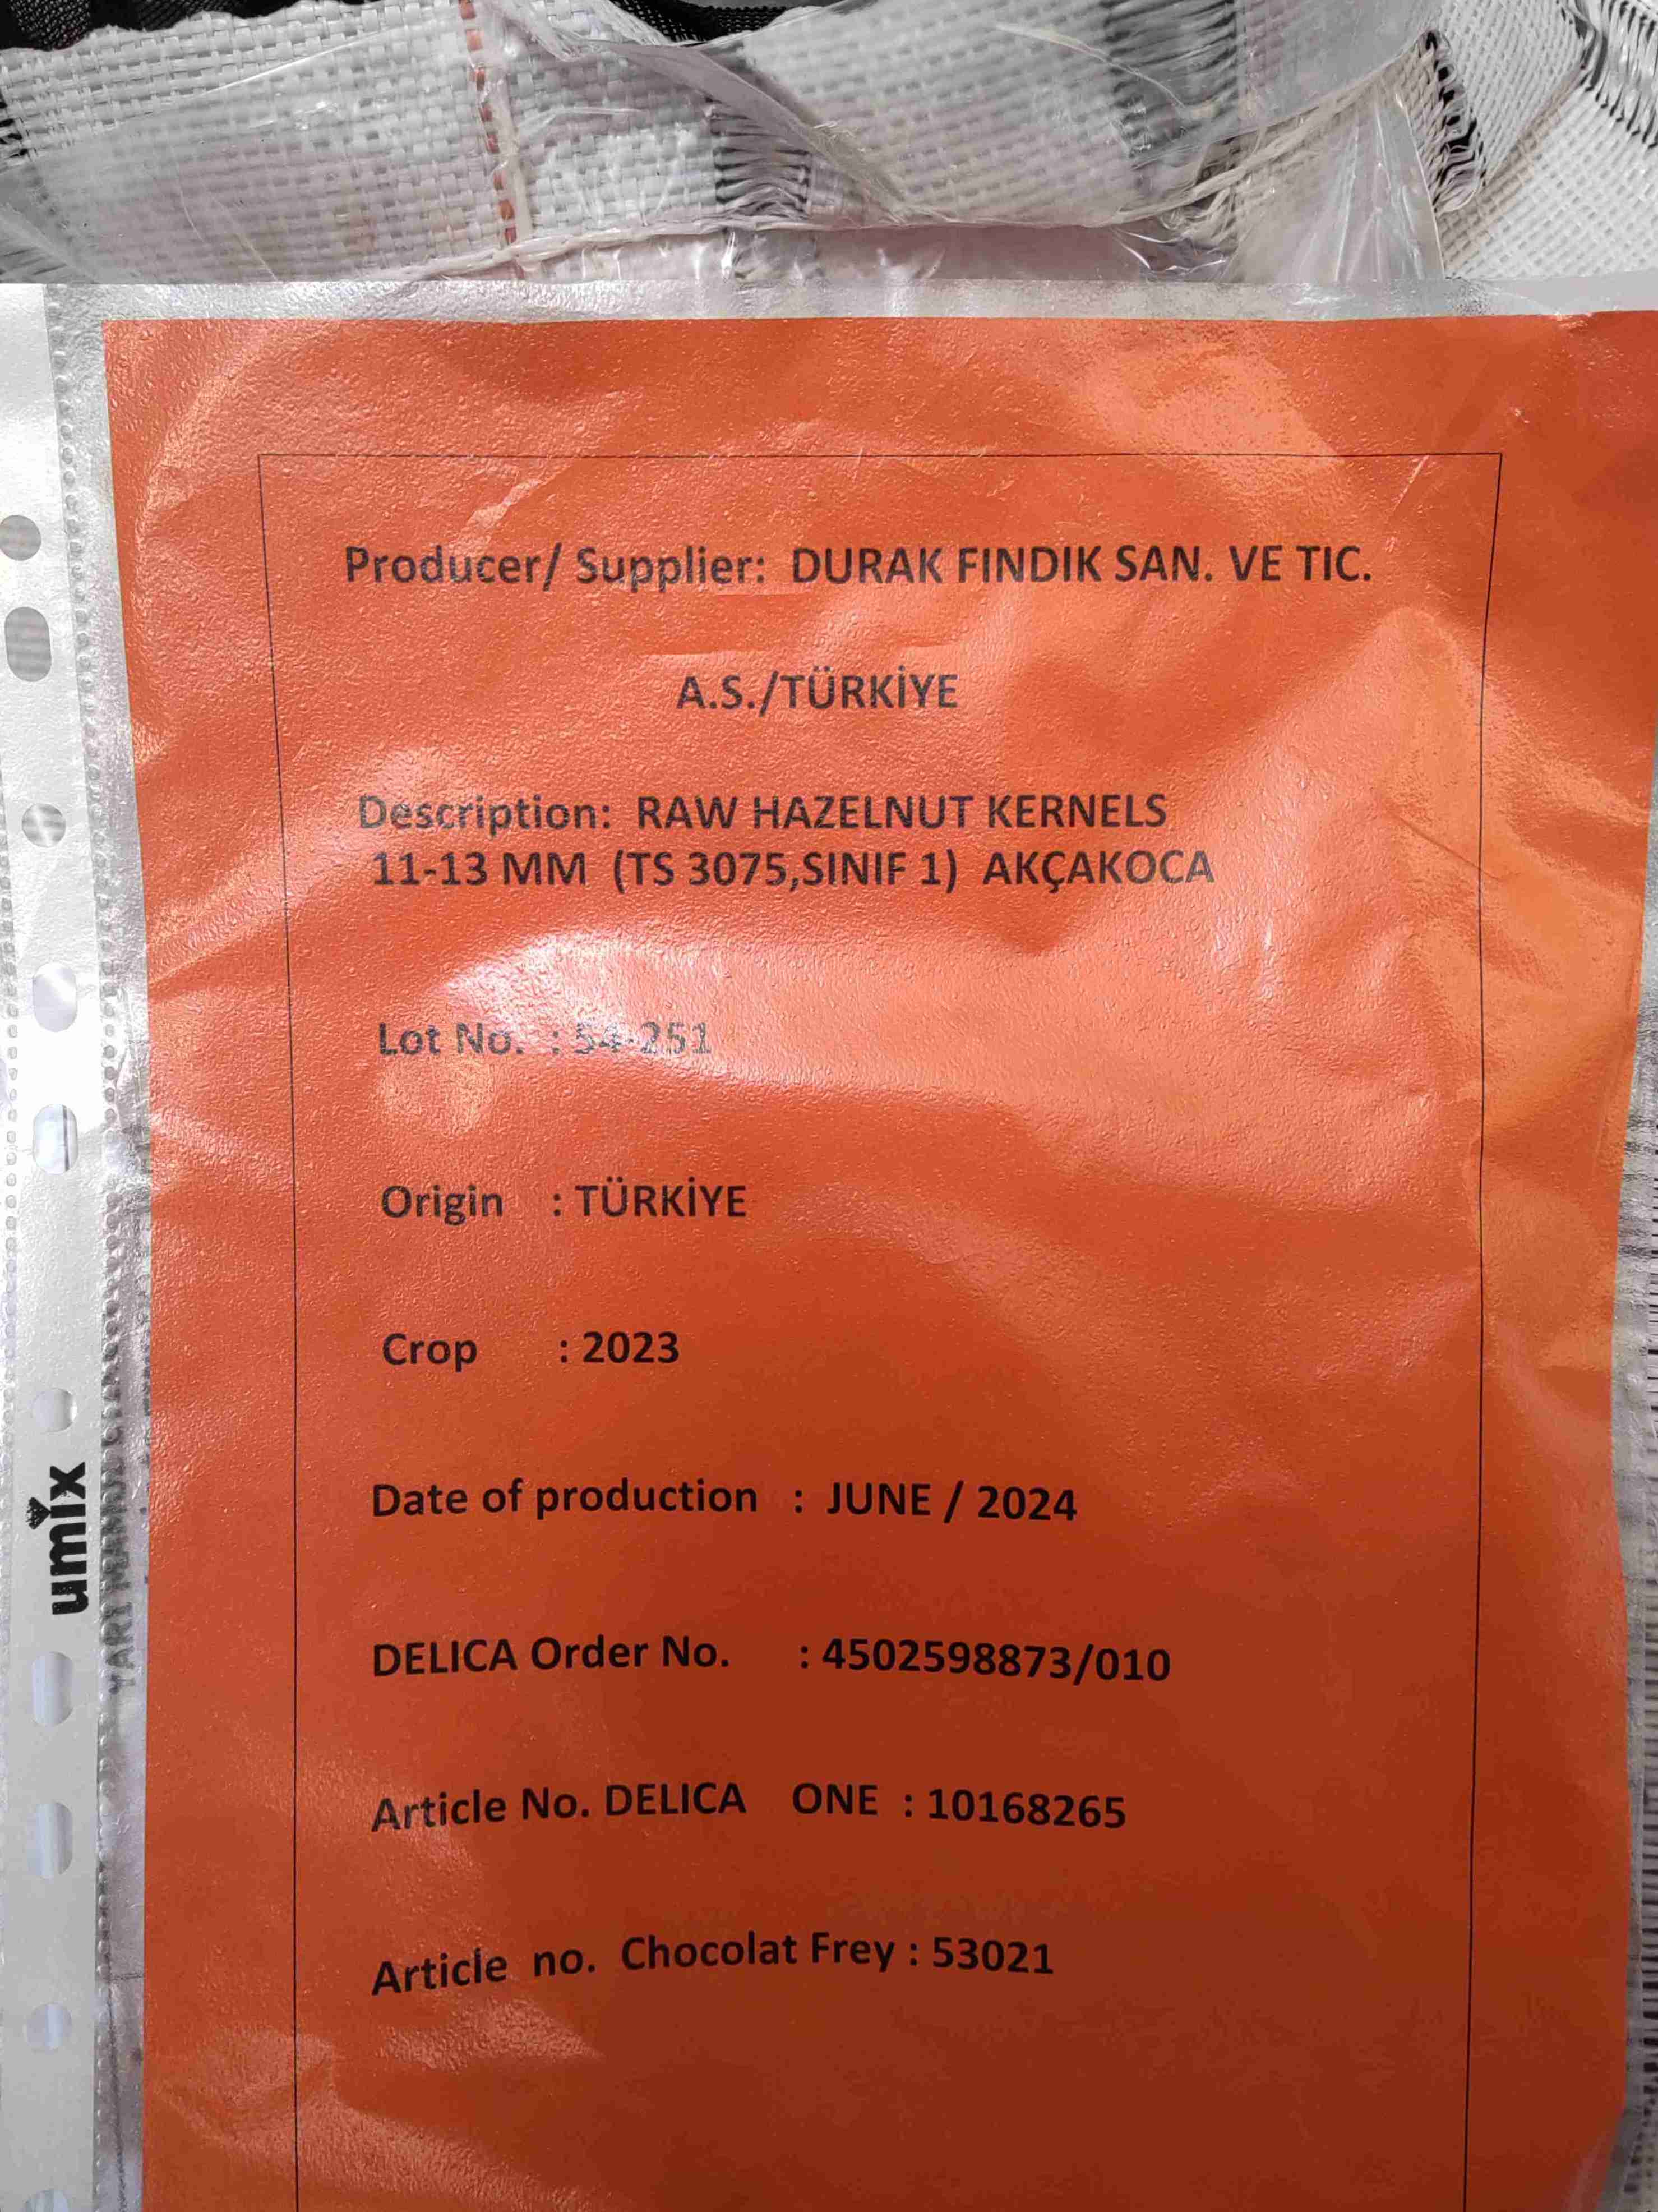 Producer/ Supplier: DURAK FINDIK SAN. VE TIC.
A.S./TÜRKİYE
Description: RAW HAZELNUT KERNELS
11-13 MM (TS 3075,SINIF 1) AKÇAKOCA
Lot No. : 54-251
Origin : TÜRKİYE
Crop : 2023
Date of production : JUNE / 2024
DELICA Order No. : 4502598873/010
Article No. DELICA ONE : 10168265
Article no. Chocolat Frey : 53021
umix
YARI MAMUL